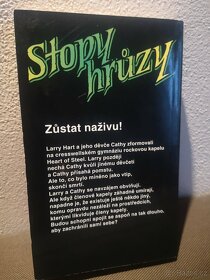 Stopy
hrůzy
Zůstat naživu!
Larry Hart a jeho děvče Cathy zformovali
na cresswellském gymnáziu rockovou kapelu
Heart of Steel. Larry později
nechá Cathy kvůli jinému děvčeti
a Cathy přísahá pomstu.
Ale to, co bylo míněno jako vtip,
skončí smrtí.
Larry a Cathy se navzájem obviňují.
Ale když členové kapely záhadně umírají,
napadne je, že existuje ještě někdo jiný,
komu opravdu nezáleží na prostředcích,
kterými likviduje členy kapely.
Budou schopni spojit se aspoň na tak dlouho,
aby zachránili sami sebe?